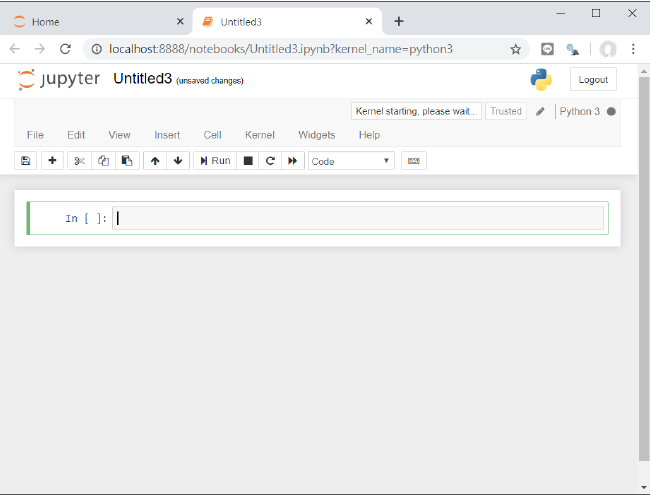 Home
Untitled3
localhost:8888/notebooks/Untitled3.ipynb?kernel_name=python3
jupyter Untitled3 (unsaved changes) Logout
Kernel starting, please wait... Trusted Python 3
File Edit View Insert Cell Kernel Widgets Help
Run Code
In [ ]: